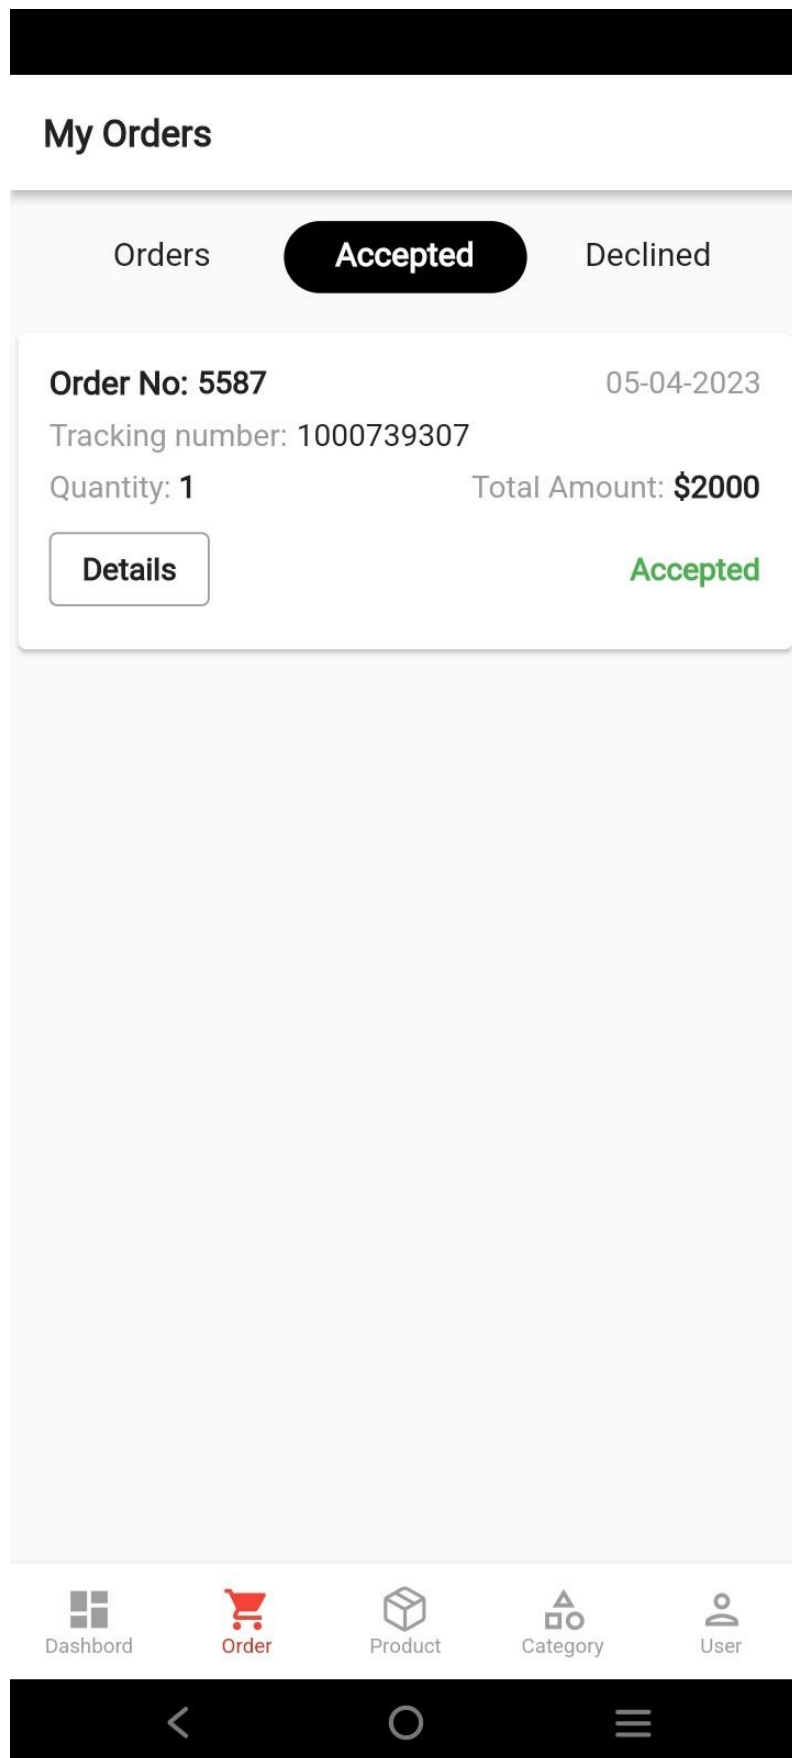 My Orders
Orders Accepted Declined
Order No: 5587 05-04-2023
Tracking number: 1000739307
Quantity: 1 Total Amount: $2000
Details Accepted
Dashbord Order Product Category User